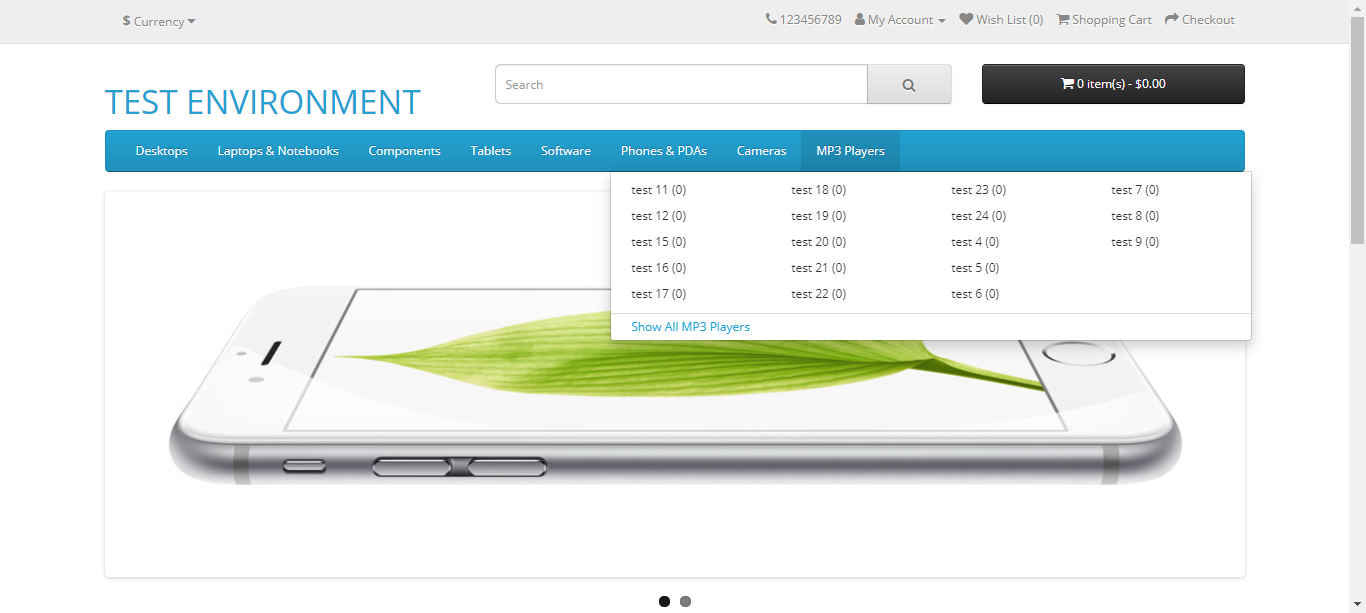 $ Currency
123456789 My Account Wish List (0) Shopping Cart Checkout
TEST ENVIRONMENT
Search
0 item(s) - $0.00
Desktops Laptops & Notebooks Components Tablets Software Phones & PDAs Cameras MP3 Players
test 11 (0) test 18 (0) test 23 (0) test 7 (0)
test 12 (0) test 19 (0) test 24 (0) test 8 (0)
test 15 (0) test 20 (0) test 4 (0) test 9 (0)
test 16 (0) test 21 (0) test 5 (0)
test 17 (0) test 22 (0) test 6 (0)
Show All MP3 Players